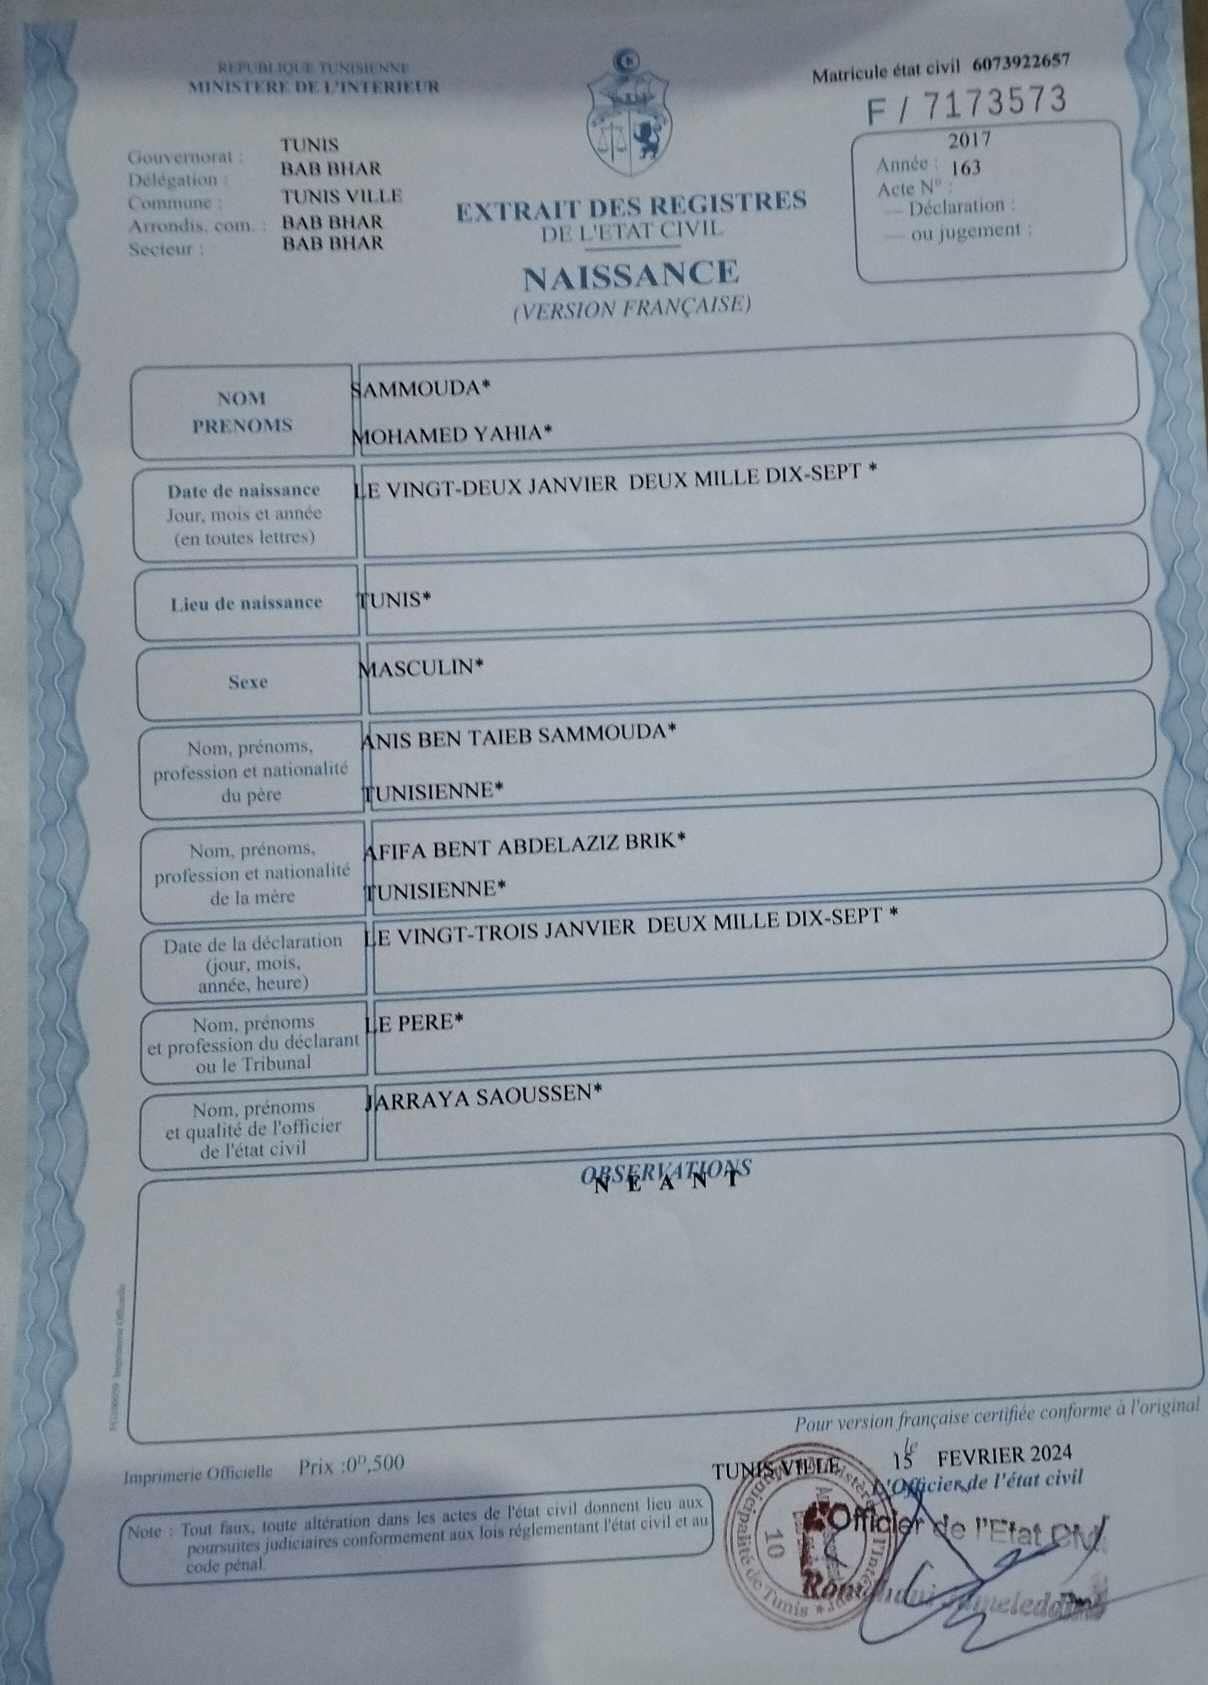 REPUBLIQUE TUNISIENNE
MINISTERE DE L'INTERIEUR
Matricule état civil 6073922657
F / 7173573
Gouvernorat : TUNIS
Délégation : BAB BHAR
Commune : TUNIS VILLE
Arrondis. com. : BAB BHAR
Secteur : BAB BHAR
EXTRAIT DES REGISTRES
DE L'ETAT CIVIL
NAISSANCE
(VERSION FRANÇAISE)
Année : 2017
Acte N° : 163
— Déclaration :
— ou jugement :
NOM
PRENOMS
SAMMOUDA*
MOHAMED YAHIA*
Date de naissance
Jour, mois et année
(en toutes lettres)
LE VINGT-DEUX JANVIER DEUX MILLE DIX-SEPT *
Lieu de naissance
TUNIS*
Sexe
MASCULIN*
Nom, prénoms,
profession et nationalité
du père
ANIS BEN TAIEB SAMMOUDA*
TUNISIENNE*
Nom, prénoms,
profession et nationalité
de la mère
AFIFA BENT ABDELAZIZ BRIK*
TUNISIENNE*
Date de la déclaration
(jour, mois,
année, heure)
LE VINGT-TROIS JANVIER DEUX MILLE DIX-SEPT *
Nom, prénoms
et profession du déclarant
ou le Tribunal
LE PERE*
Nom, prénoms
et qualité de l'officier
de l'état civil
JARRAYA SAOUSSEN*
OBSERVATIONS
N E A N T
Pour version française certifiée conforme à l'original
Imprimerie Officielle Prix :0ᴰ,500
TUNIS VILLE le 15 FEVRIER 2024
L'Officier de l'état civil
L'Officier de l'Etat Civil
Municipalité de Tunis
10
Note : Tout faux, toute altération dans les actes de l'état civil donnent lieu aux
poursuites judiciaires conformement aux lois réglementant l'état civil et au
code pénal.